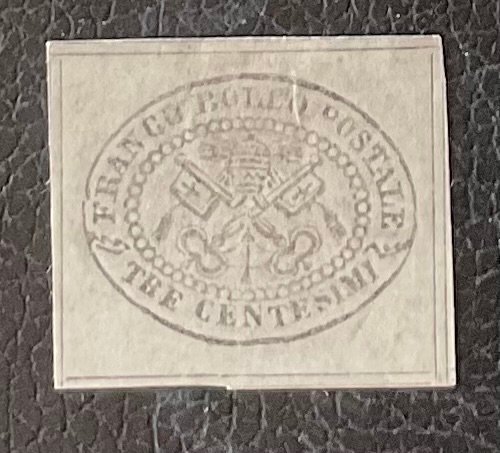 FRANCO BOLLO POSTALE
TRE CENTESIMI